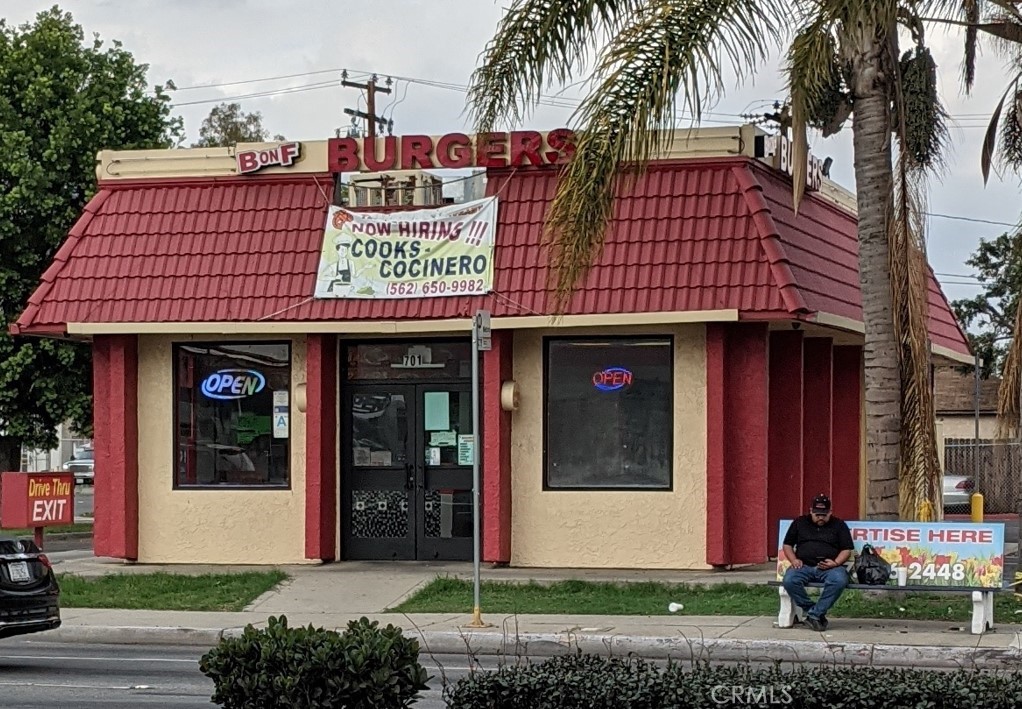 BONF
BURGERS
BURGERS
NOW HIRING !!!
COOKS -
COCINERO
(562) 650-9982
701
OPEN
OPEN
A
Drive Thru
EXIT
RTISE HERE
2448
CRMLS